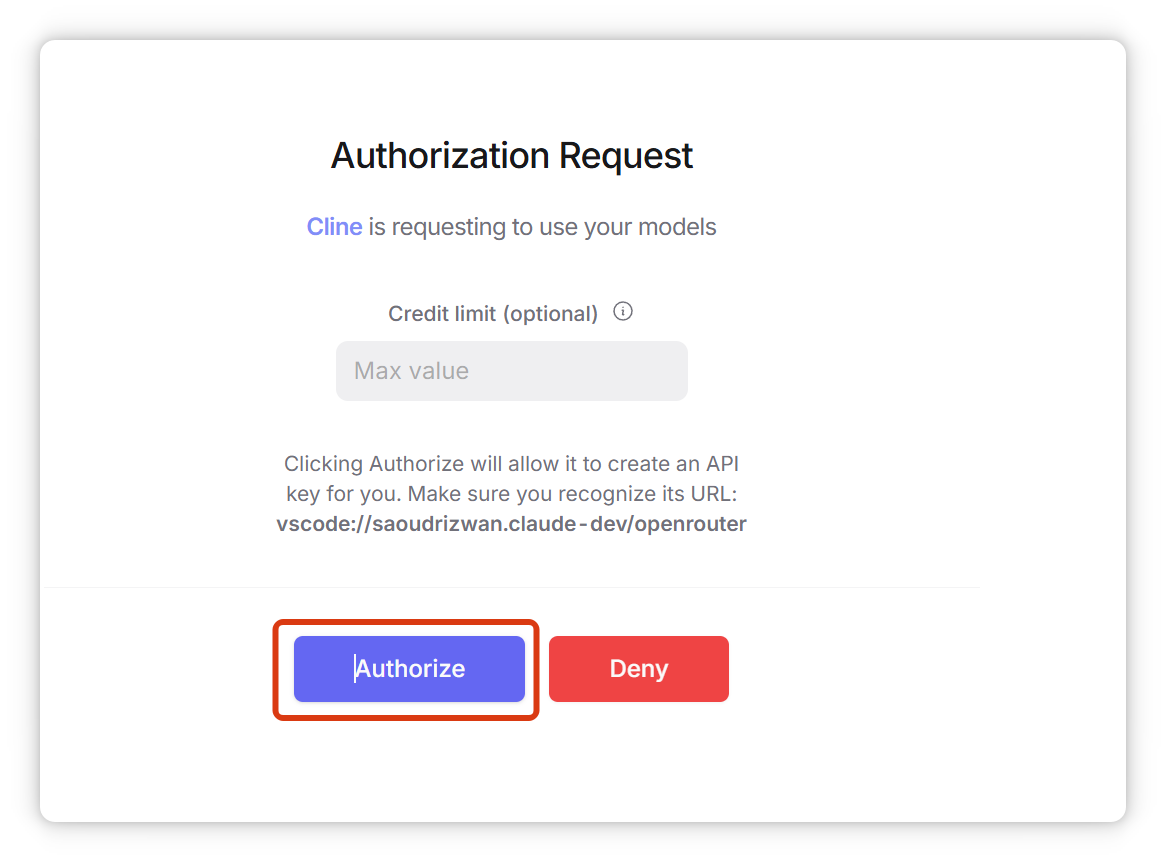 Authorization Request
Cline is requesting to use your models
Credit limit (optional)
Max value
Clicking Authorize will allow it to create an API
key for you. Make sure you recognize its URL:
vscode://saoudrizwan.claude-dev/openrouter
Authorize
Deny